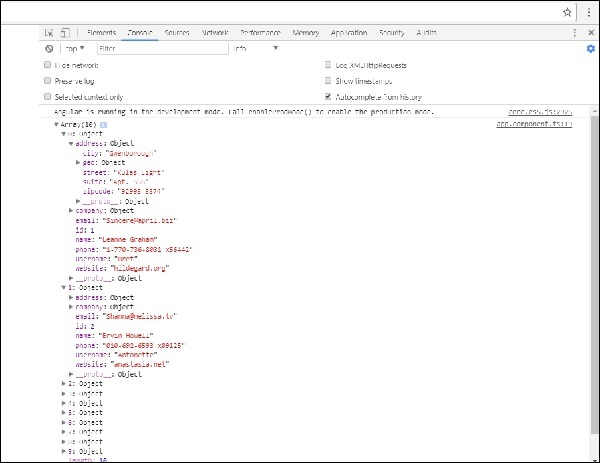 Elements Console Sources Network Performance Memory Application Security Audits
top Filter Info
Hide network Log XMLHttpRequests
Preserve log Show timestamps
Selected context only Autocomplete from history
Angular is running in the development mode. Call enableProdMode() to enable the production mode. core.es5.js:2925
Array(10) app.component.ts:19
0: Object
address: Object
city: "Gwenborough"
geo: Object
street: "Kulas Light"
suite: "Apt. 556"
zipcode: "92998-3874"
__proto__: Object
company: Object
email: "Sincere@april.biz"
id: 1
name: "Leanne Graham"
phone: "1-770-736-8031 x56442"
username: "Bret"
website: "hildegard.org"
__proto__: Object
1: Object
address: Object
company: Object
email: "Shanna@melissa.tv"
id: 2
name: "Ervin Howell"
phone: "010-692-6593 x09125"
username: "Antonette"
website: "anastasia.net"
__proto__: Object
2: Object
3: Object
4: Object
5: Object
6: Object
7: Object
8: Object
9: Object
length: 10